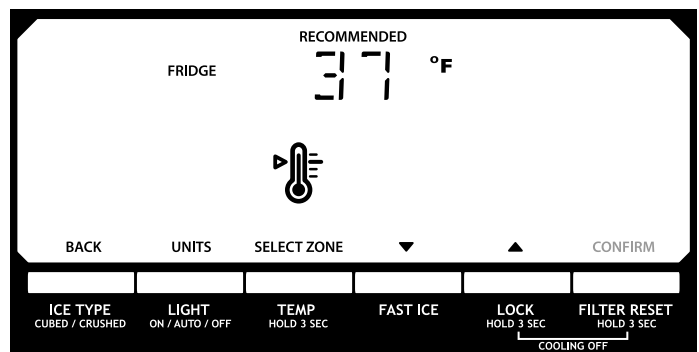 RECOMMENDED
FRIDGE 37 °F
BACK UNITS SELECT ZONE ▼ ▲ CONFIRM
ICE TYPE LIGHT TEMP FAST ICE LOCK FILTER RESET
CUBED / CRUSHED ON / AUTO / OFF HOLD 3 SEC HOLD 3 SEC HOLD 3 SEC
COOLING OFF